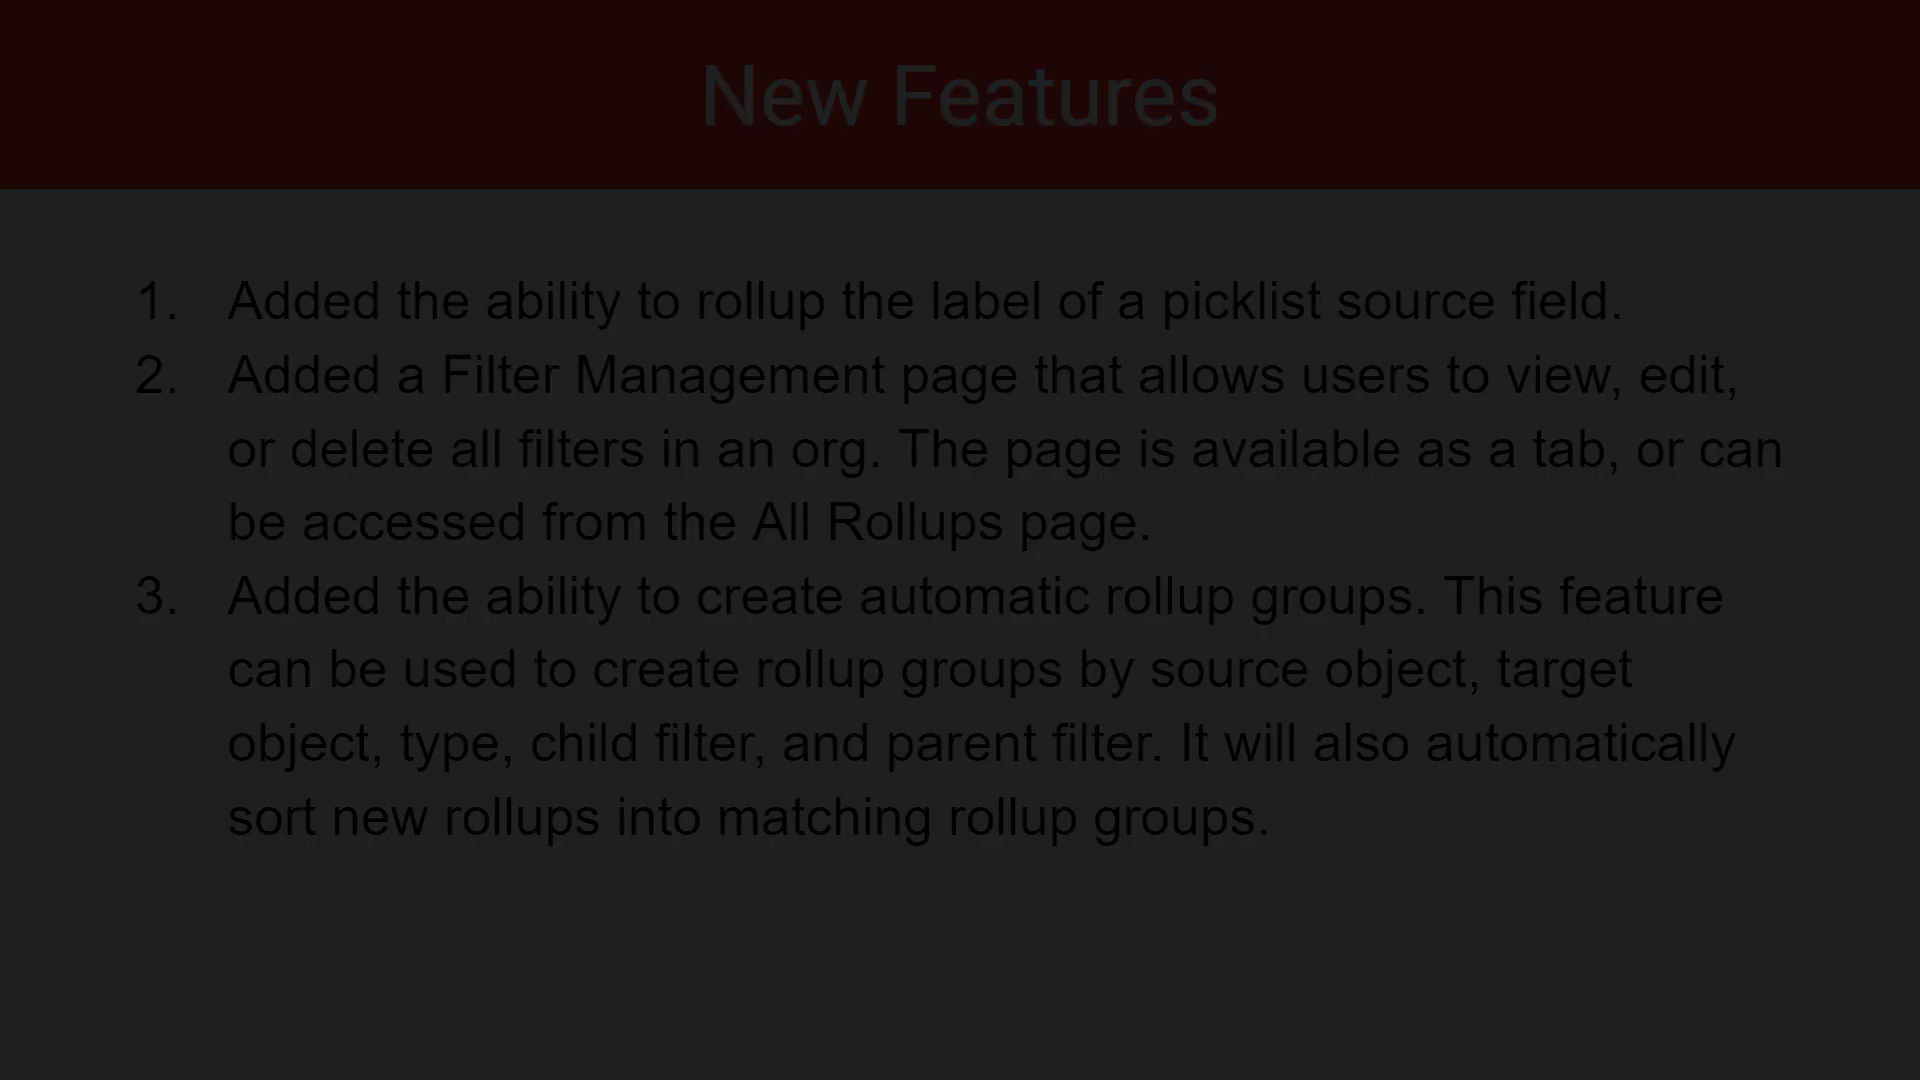 New Features
1. Added the ability to rollup the label of a picklist source field.
2. Added a Filter Management page that allows users to view, edit,
or delete all filters in an org. The page is available as a tab, or can
be accessed from the All Rollups page.
3. Added the ability to create automatic rollup groups. This feature
can be used to create rollup groups by source object, target
object, type, child filter, and parent filter. It will also automatically
sort new rollups into matching rollup groups.